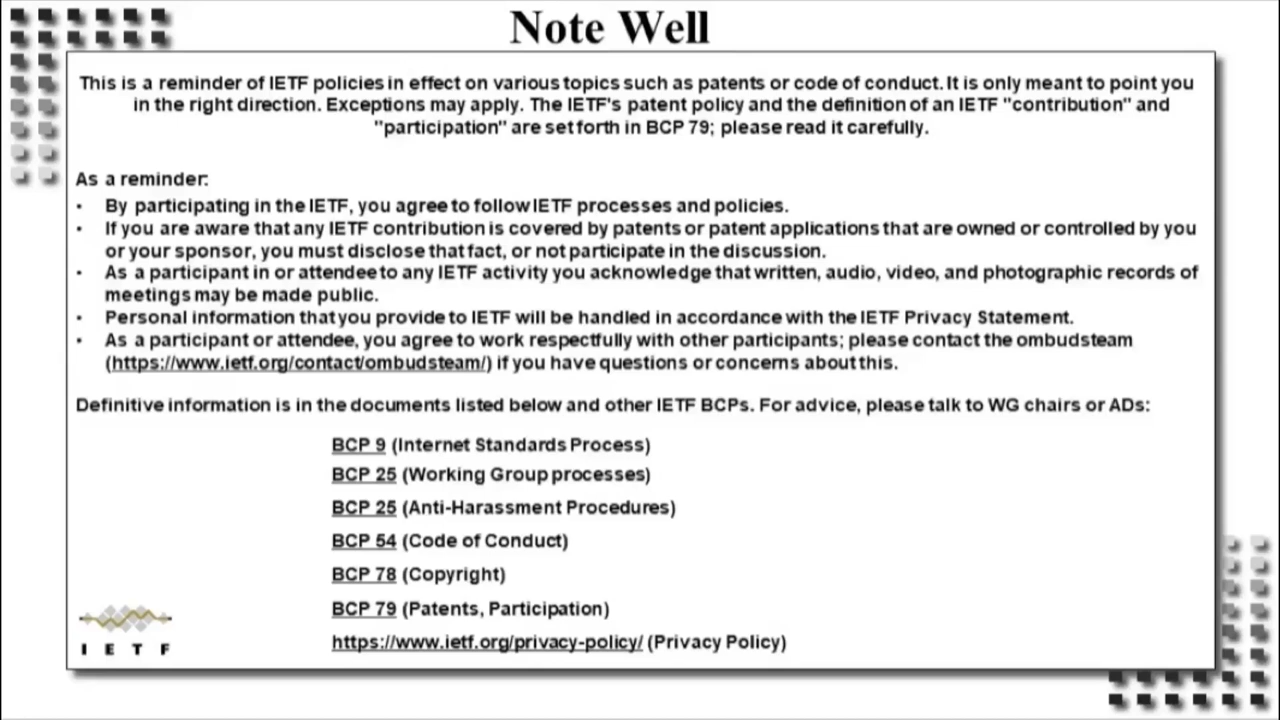 Note Well
This is a reminder of IETF policies in effect on various topics such as patents or code of conduct. It is only meant to point you
in the right direction. Exceptions may apply. The IETF's patent policy and the definition of an IETF "contribution" and
"participation" are set forth in BCP 79; please read it carefully.
As a reminder:
• By participating in the IETF, you agree to follow IETF processes and policies.
• If you are aware that any IETF contribution is covered by patents or patent applications that are owned or controlled by you
or your sponsor, you must disclose that fact, or not participate in the discussion.
• As a participant in or attendee to any IETF activity you acknowledge that written, audio, video, and photographic records of
meetings may be made public.
• Personal information that you provide to IETF will be handled in accordance with the IETF Privacy Statement.
• As a participant or attendee, you agree to work respectfully with other participants; please contact the ombudsteam
(https://www.ietf.org/contact/ombudsteam/) if you have questions or concerns about this.
Definitive information is in the documents listed below and other IETF BCPs. For advice, please talk to WG chairs or ADs:
BCP 9 (Internet Standards Process)
BCP 25 (Working Group processes)
BCP 25 (Anti-Harassment Procedures)
BCP 54 (Code of Conduct)
BCP 78 (Copyright)
BCP 79 (Patents, Participation)
https://www.ietf.org/privacy-policy/ (Privacy Policy)
I E T F